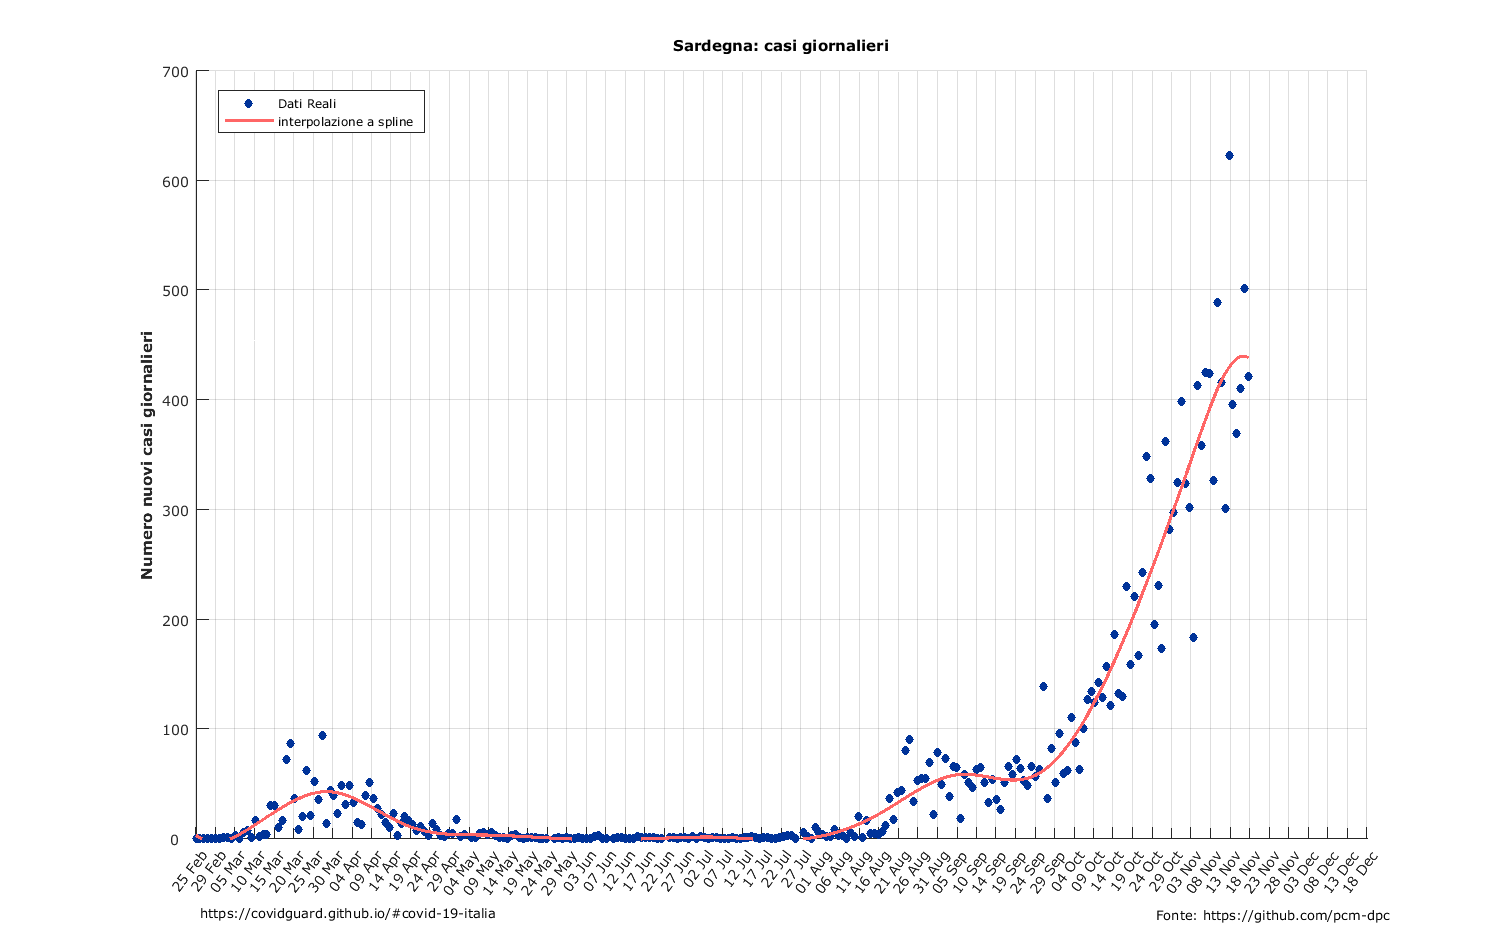 Sardegna: casi giornalieri
700
600
500
400
300
200
100
0
Numero nuovi casi giornalieri
Dati Reali
interpolazione a spline
25 Feb
29 Feb
05 Mar
10 Mar
15 Mar
20 Mar
25 Mar
30 Mar
04 Apr
09 Apr
14 Apr
19 Apr
24 Apr
29 Apr
04 May
09 May
14 May
19 May
24 May
29 May
03 Jun
07 Jun
12 Jun
17 Jun
22 Jun
27 Jun
02 Jul
07 Jul
12 Jul
17 Jul
22 Jul
27 Jul
01 Aug
06 Aug
11 Aug
16 Aug
21 Aug
26 Aug
31 Aug
05 Sep
10 Sep
14 Sep
19 Sep
24 Sep
29 Sep
04 Oct
09 Oct
14 Oct
19 Oct
24 Oct
29 Oct
03 Nov
08 Nov
13 Nov
18 Nov
23 Nov
28 Nov
03 Dec
08 Dec
13 Dec
18 Dec
https://covidguard.github.io/#covid-19-italia
Fonte: https://github.com/pcm-dpc